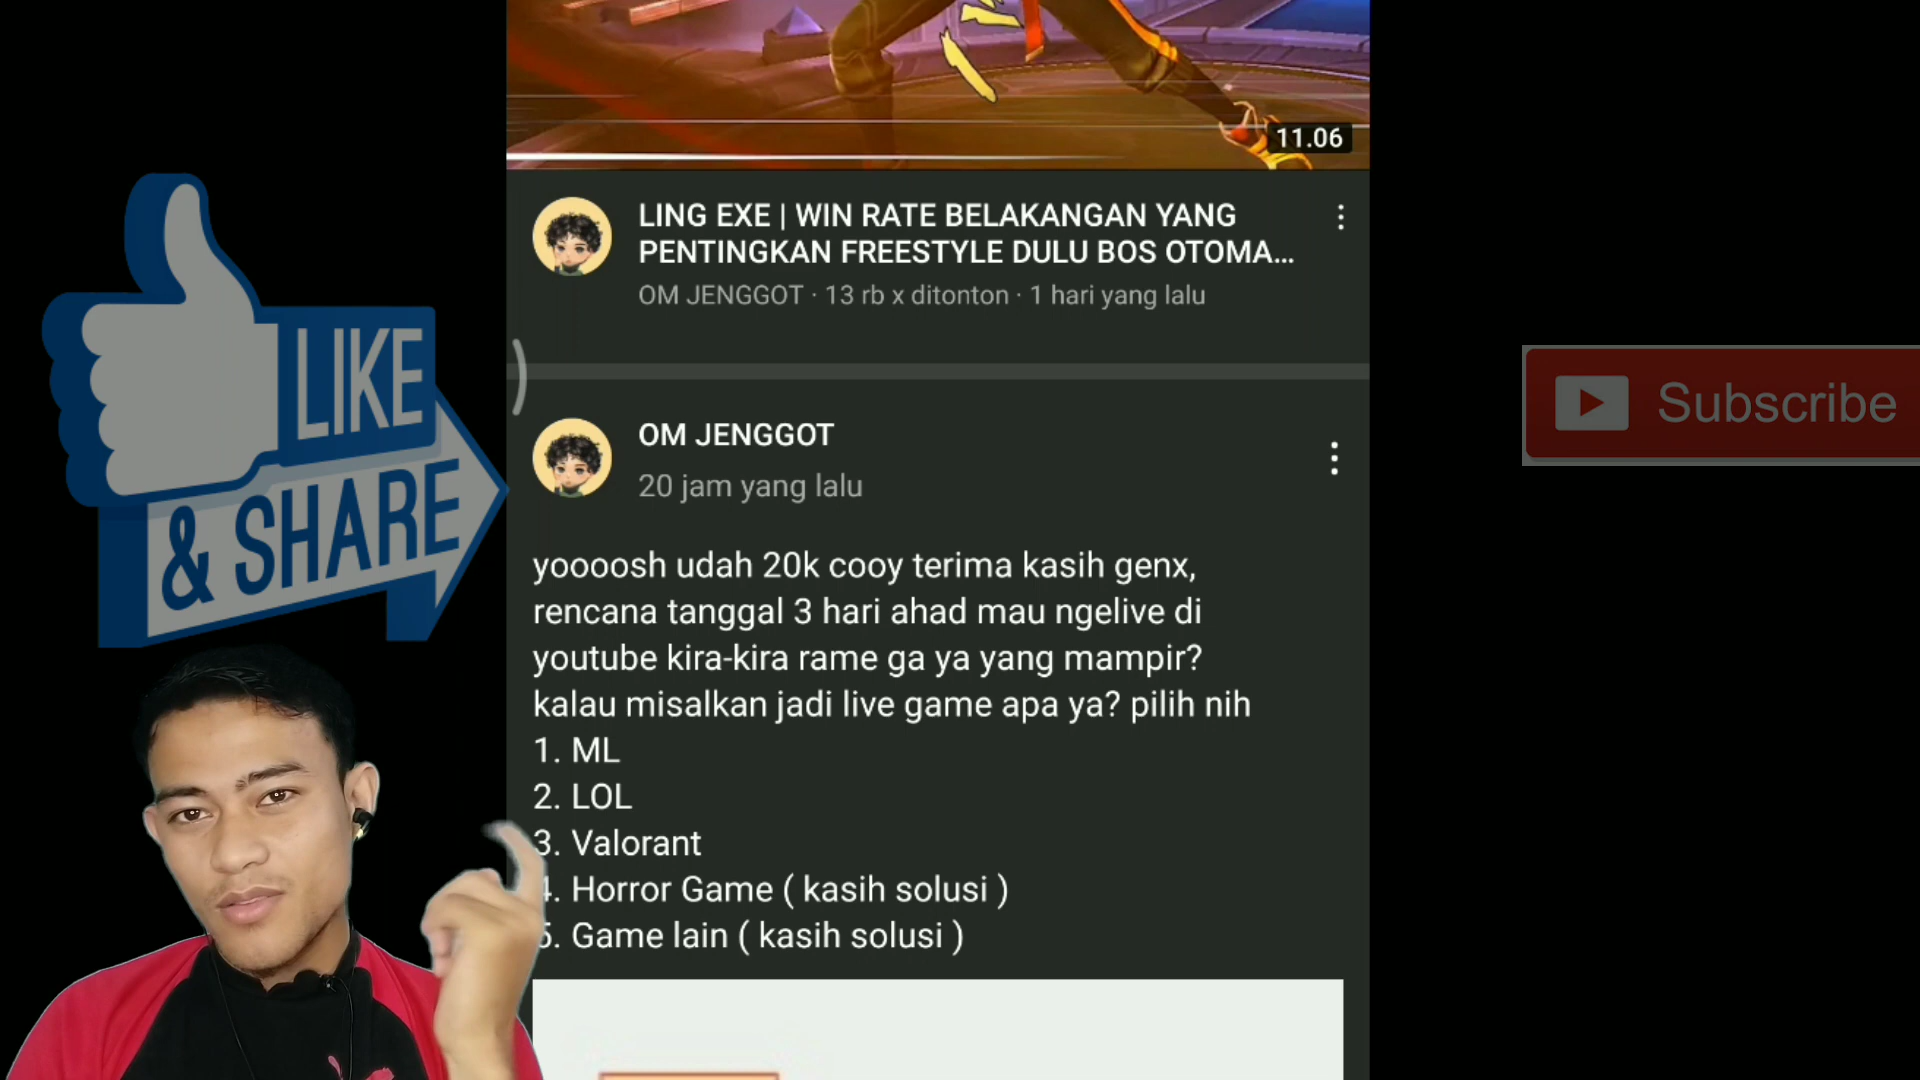 11.06
LING EXE | WIN RATE BELAKANGAN YANG
PENTINGKAN FREESTYLE DULU BOS OTOMA...
OM JENGGOT · 13 rb x ditonton · 1 hari yang lalu
LIKE
& SHARE
Subscribe
OM JENGGOT
20 jam yang lalu
yoooosh udah 20k cooy terima kasih genx,
rencana tanggal 3 hari ahad mau ngelive di
youtube kira-kira rame ga ya yang mampir?
kalau misalkan jadi live game apa ya? pilih nih
1. ML
2. LOL
3. Valorant
4. Horror Game ( kasih solusi )
5. Game lain ( kasih solusi )